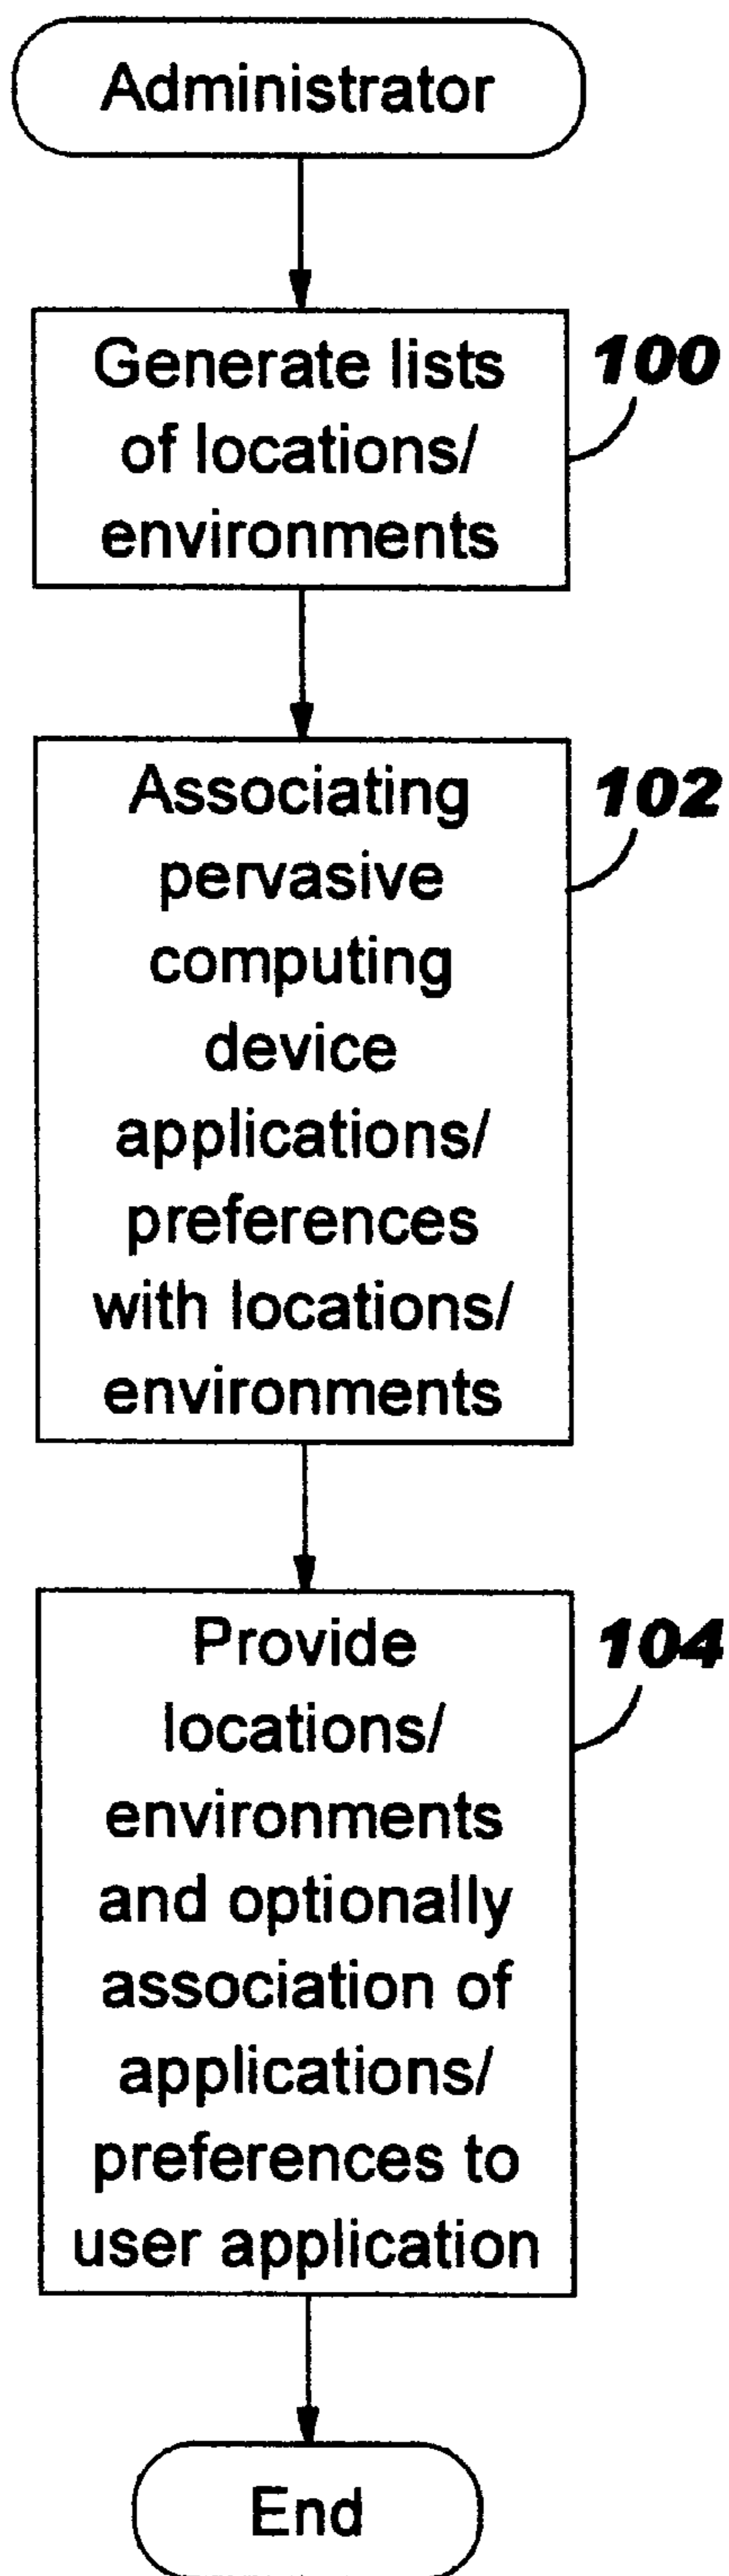 Administrator
Generate lists
of locations/
environments
100
Associating
pervasive
computing
device
applications/
preferences
with locations/
environments
102
Provide
locations/
environments
and optionally
association of
applications/
preferences to
user application
104
End